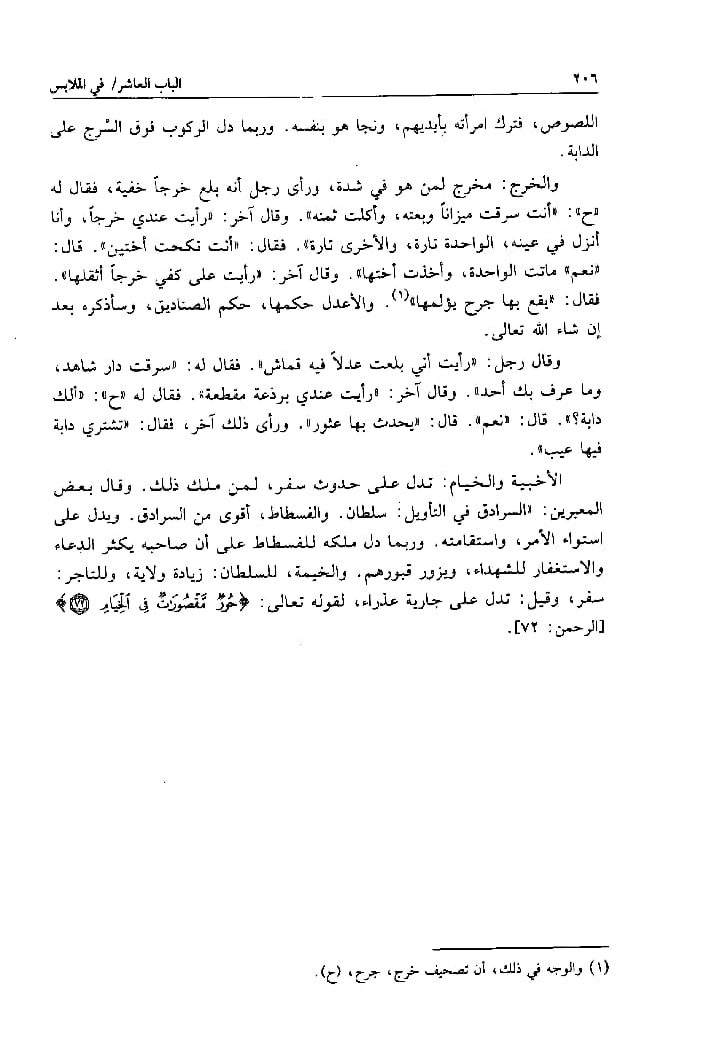 ٢٠٦
الباب العاشر/ في الملابس
اللصوص، فترك امرأته بأيديهم، ونجا هو بنفسه. وربما دل الركوب فوق السَّرج على
الدابة.
والخرج: مخرج لمن هو في شدة، ورأى رجل أنه بلع خرجاً خفية، فقال له
«ح»: «أنت سرقت ميزاناً وبعته، وأكلت ثمنه». وقال آخر: «رأيت عندي خرجاً، وأنا
أنزل في عينه، الواحدة تارة، والأخرى تارة». فقال: «أنت نكحت أختين». قال:
«نعم» ماتت الواحدة، وأخذت أختها». وقال آخر: «رأيت على كفي خرجاً أثقلها».
فقال: «يقع بها جرح يؤلمها»(١). والأعدل حكمها، حكم الصناديق، وسأذكره بعد
إن شاء الله تعالى.
وقال رجل: «رأيت أني بلعت عدلاً فيه قماش». فقال له: «سرقت دار شاهد،
وما عرف بك أحد». وقال آخر: «رأيت عندي برذعة مقطعة». فقال له «ح»: «ألك
دابة؟». قال: «نعم». قال: «يحدث بها عثور». ورأى ذلك آخر، فقال: «تشتري دابة
فيها عيب».
الأخبية والخيام: تدل على حدوث سفر، لمن ملك ذلك. وقال بعض
المعبرين: «السرادق في التأويل: سلطان. والفسطاط، أقوى من السرادق. ويدل على
استواء الأمر، واستقامته. وربما دل ملكه للفسطاط على أن صاحبه يكثر الدعاء
والاستغفار للشهداء، ويزور قبورهم. والخيمة، للسلطان: زيادة ولاية، وللتاجر:
سفر، وقيل: تدل على جارية عذراء، لقوله تعالى: ﴿حُورٌ مَّقْصُورَاتٌ فِي الْخِيَامِ ٧٢﴾
[الرحمن: ٧٢].
(١) والوجه في ذلك، أن تصحيف خرج، جرح، (ح).